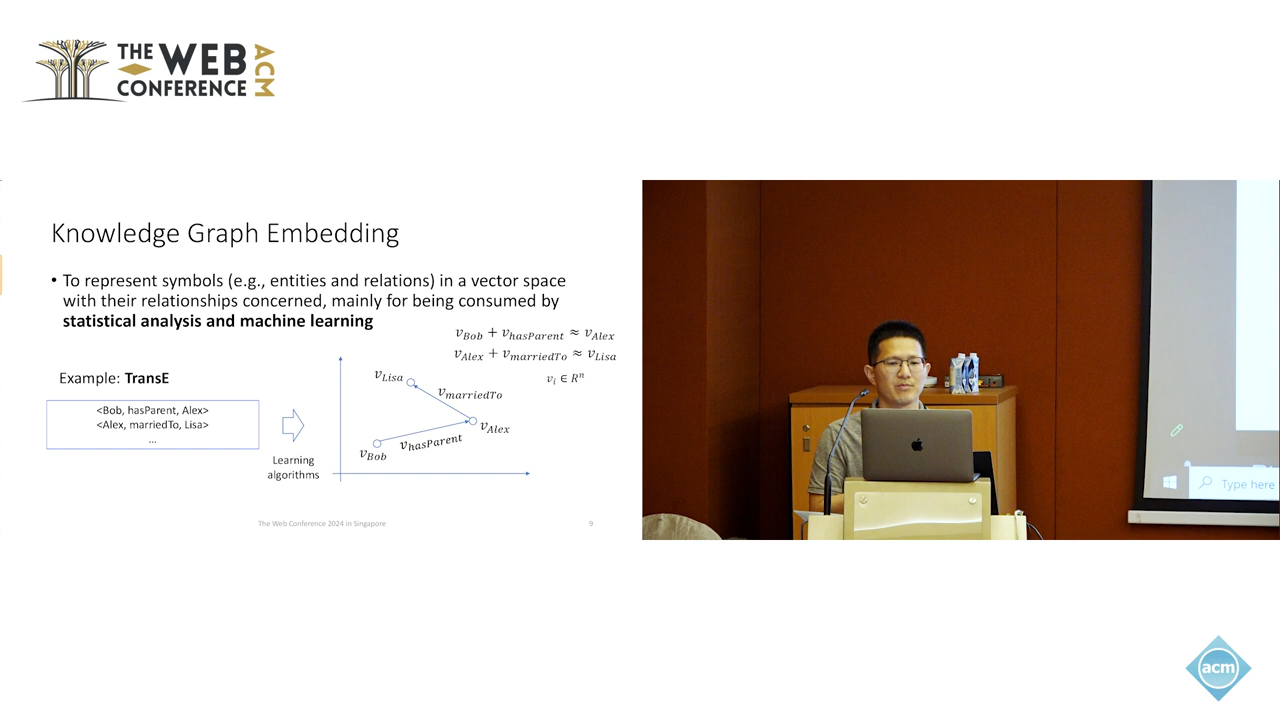 THE WEB
CONFERENCE
ACM
Knowledge Graph Embedding
• To represent symbols (e.g., entities and relations) in a vector space
with their relationships concerned, mainly for being consumed by
statistical analysis and machine learning
v_Bob + v_hasParent ≈ v_Alex
v_Alex + v_marriedTo ≈ v_Lisa
v_i ∈ R^n
Example: TransE
<Bob, hasParent, Alex>
<Alex, marriedTo, Lisa>
...
Learning
algorithms
v_Lisa
v_marriedTo
v_Alex
v_hasParent
v_Bob
The Web Conference 2024 in Singapore
9
Type here
acm